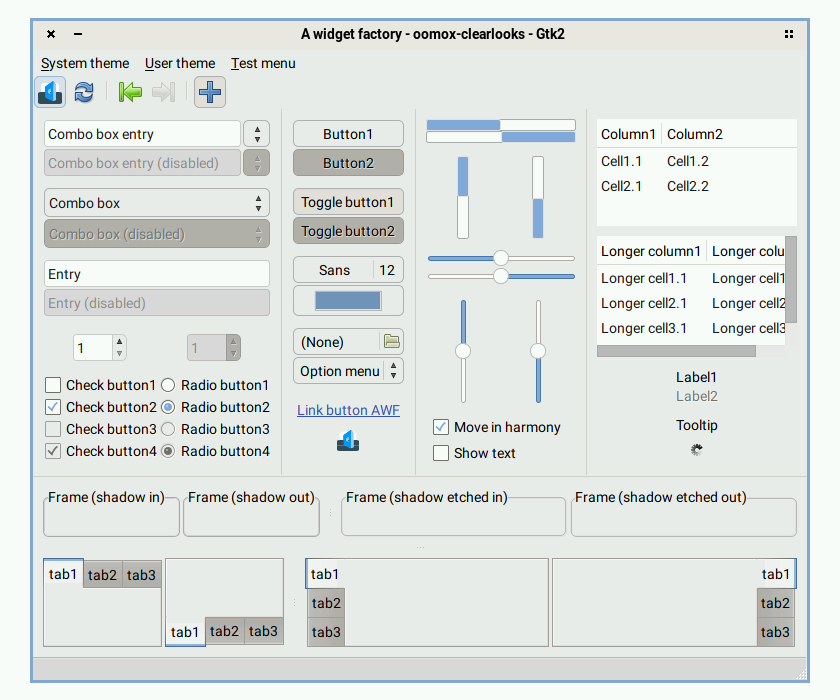 A widget factory - oomox-clearlooks - Gtk2
System theme User theme Test menu
Combo box entry
Combo box entry (disabled)
Combo box
Combo box (disabled)
Entry
Entry (disabled)
1 1
Check button1 Radio button1
Check button2 Radio button2
Check button3 Radio button3
Check button4 Radio button4
Button1
Button2
Toggle button1
Toggle button2
Sans 12
(None)
Option menu
Link button AWF
Move in harmony
Show text
Column1 Column2
Cell1.1 Cell1.2
Cell2.1 Cell2.2
Longer column1 Longer colu
Longer cell1.1 Longer cell1
Longer cell2.1 Longer cell2
Longer cell3.1 Longer cell3
Label1
Label2
Tooltip
Frame (shadow in) Frame (shadow out) Frame (shadow etched in) Frame (shadow etched out)
tab1 tab2 tab3
tab1 tab2 tab3
tab1
tab2
tab3
tab1
tab2
tab3